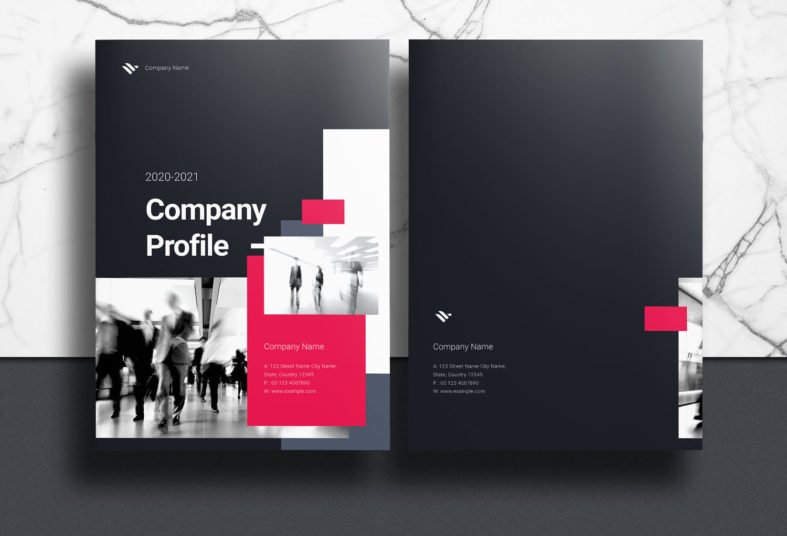 Company Name
2020-2021
Company
Profile
Company Name
A: 123 Street Name City Name,
State, Country 12345
P.: 00 123 4567890
W: www.example.com
Company Name
A: 123 Street Name City Name,
State, Country 12345
P.: 00 123 4567890
W: www.example.com